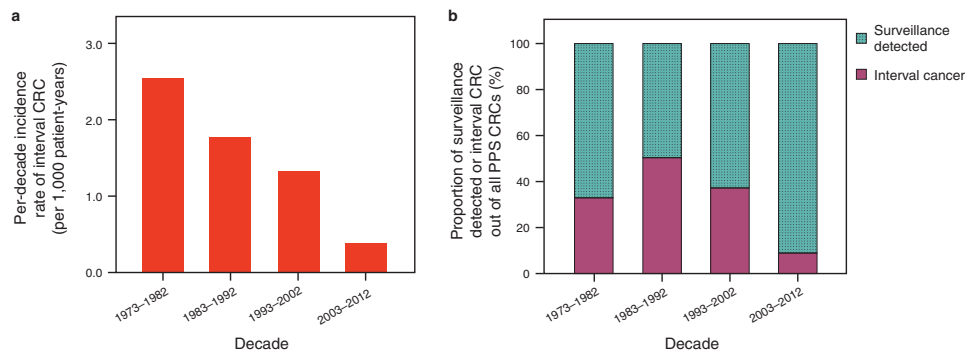 a
Per-decade incidence
rate of interval CRC
(per 1,000 patient-years)
3.0
2.0
1.0
0.0
1973–1982
1983–1992
1993–2002
2003–2012
Decade
b
Proportion of surveillance
detected or interval CRC
out of all PPS CRCs (%)
100
80
60
40
20
0
1973–1982
1983–1992
1993–2002
2003–2012
Decade
Surveillance
detected
Interval cancer